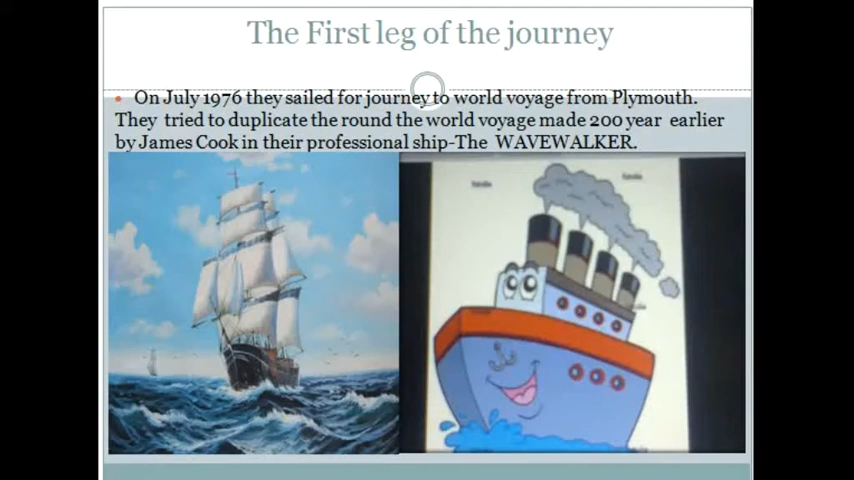 The First leg of the journey
On July 1976 they sailed for journey to world voyage from Plymouth.
They tried to duplicate the round the world voyage made 200 year earlier
by James Cook in their professional ship-The WAVEWALKER.